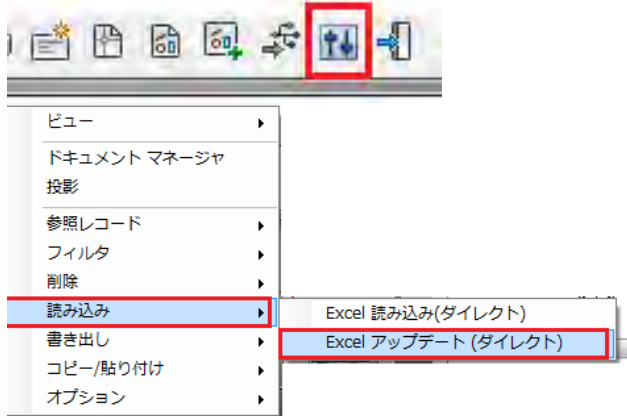 ビュー
ドキュメント マネージャ
投影
参照レコード
フィルタ
削除
読み込み
Excel 読み込み(ダイレクト)
書き出し
Excel アップデート (ダイレクト)
コピー/貼り付け
オプション